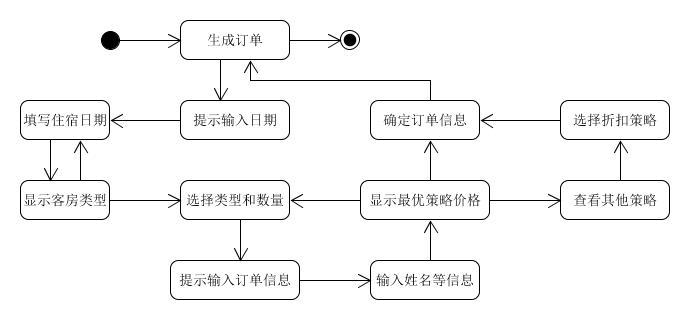 生成订单
填写住宿日期
提示输入日期
确定订单信息
选择折扣策略
显示客房类型
选择类型和数量
显示最优策略价格
查看其他策略
提示输入订单信息
输入姓名等信息